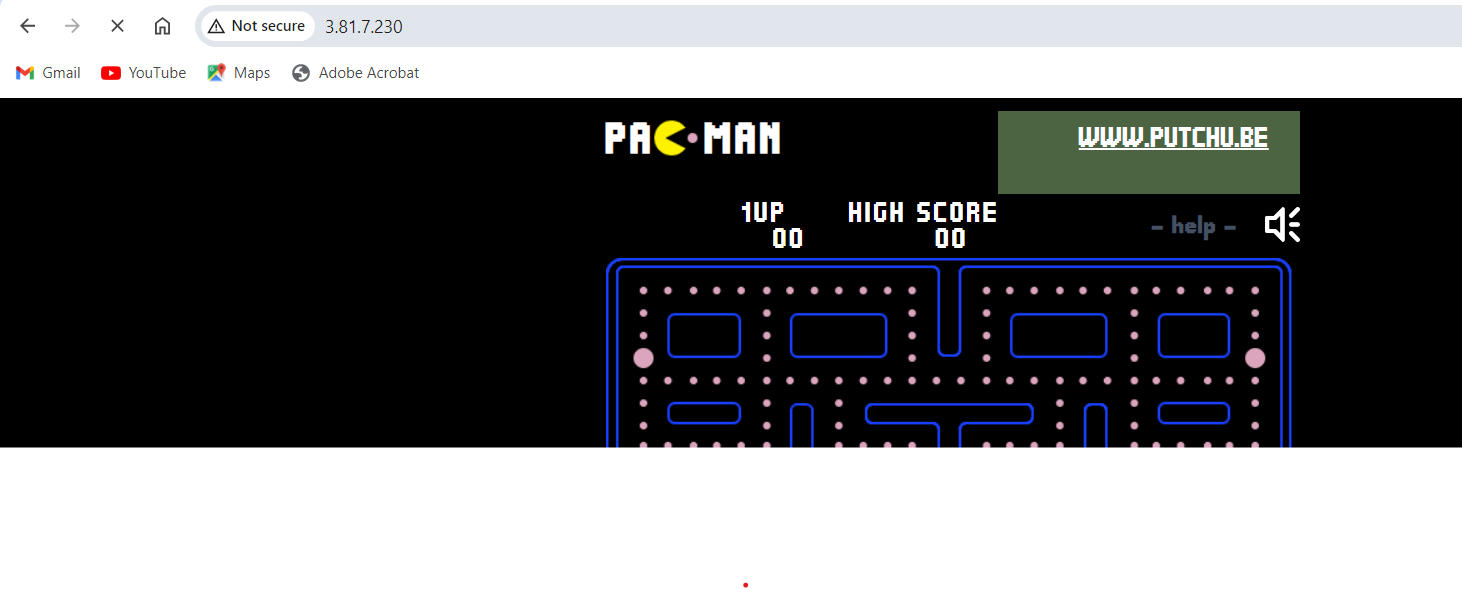 Not secure 3.81.7.230
Gmail YouTube Maps Adobe Acrobat
PAC-MAN
WWW.PUTCHU.BE
1UP HIGH SCORE
00 00
- help -